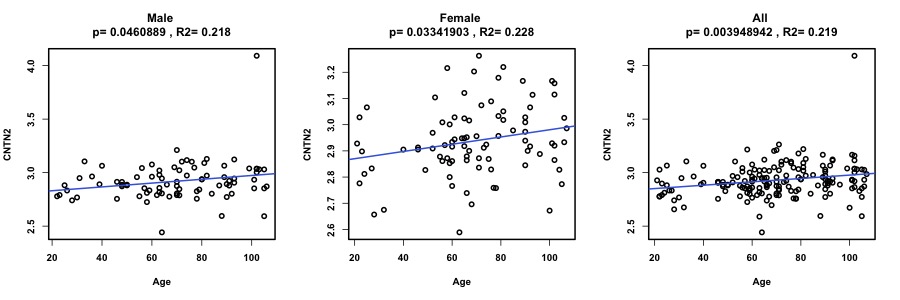 Male
p= 0.0460889 , R2= 0.218
CNTN2
4.0
3.5
3.0
2.5
20 40 60 80 100
Age
Female
p= 0.03341903 , R2= 0.228
CNTN2
3.2
3.1
3.0
2.9
2.8
2.7
2.6
20 40 60 80 100
Age
All
p= 0.003948942 , R2= 0.219
CNTN2
4.0
3.5
3.0
2.5
20 40 60 80 100
Age